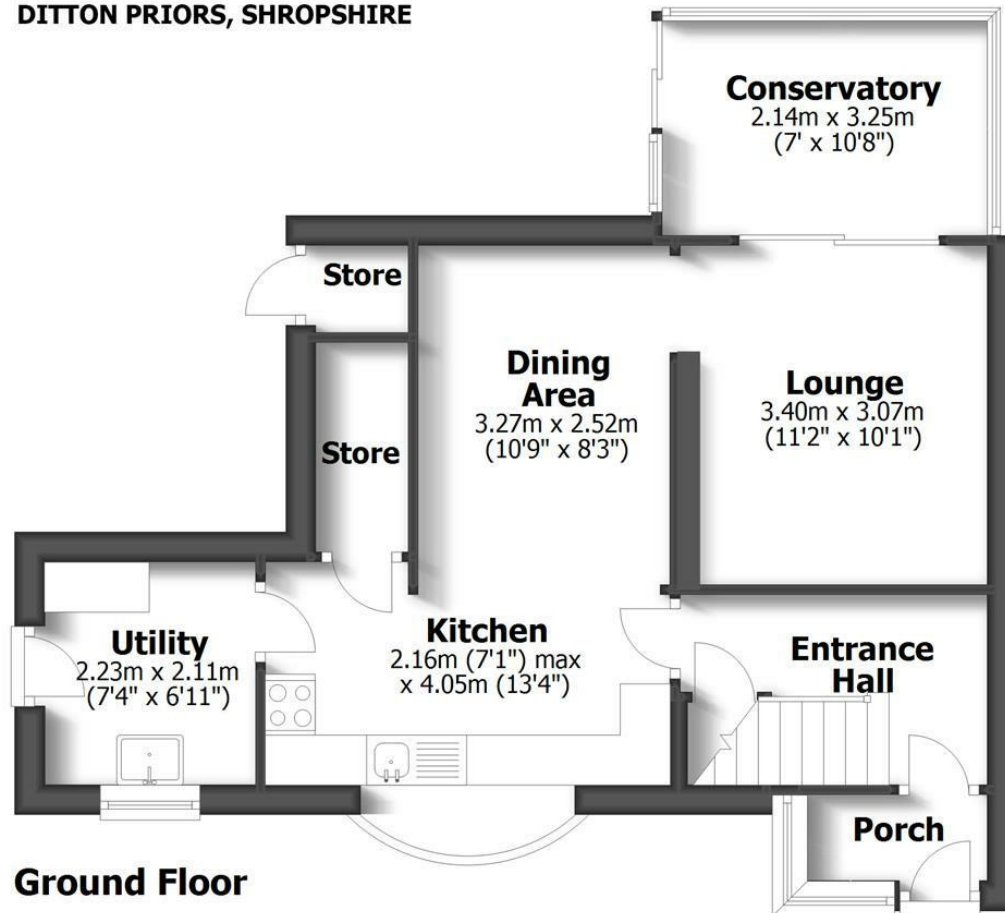 DITTON PRIORS, SHROPSHIRE
Conservatory
2.14m x 3.25m
(7' x 10'8")
Store
Dining
Area
3.27m x 2.52m
(10'9" x 8'3")
Lounge
3.40m x 3.07m
(11'2" x 10'1")
Store
Utility
2.23m x 2.11m
(7'4" x 6'11")
Kitchen
2.16m (7'1") max
x 4.05m (13'4")
Entrance
Hall
Porch
Ground Floor